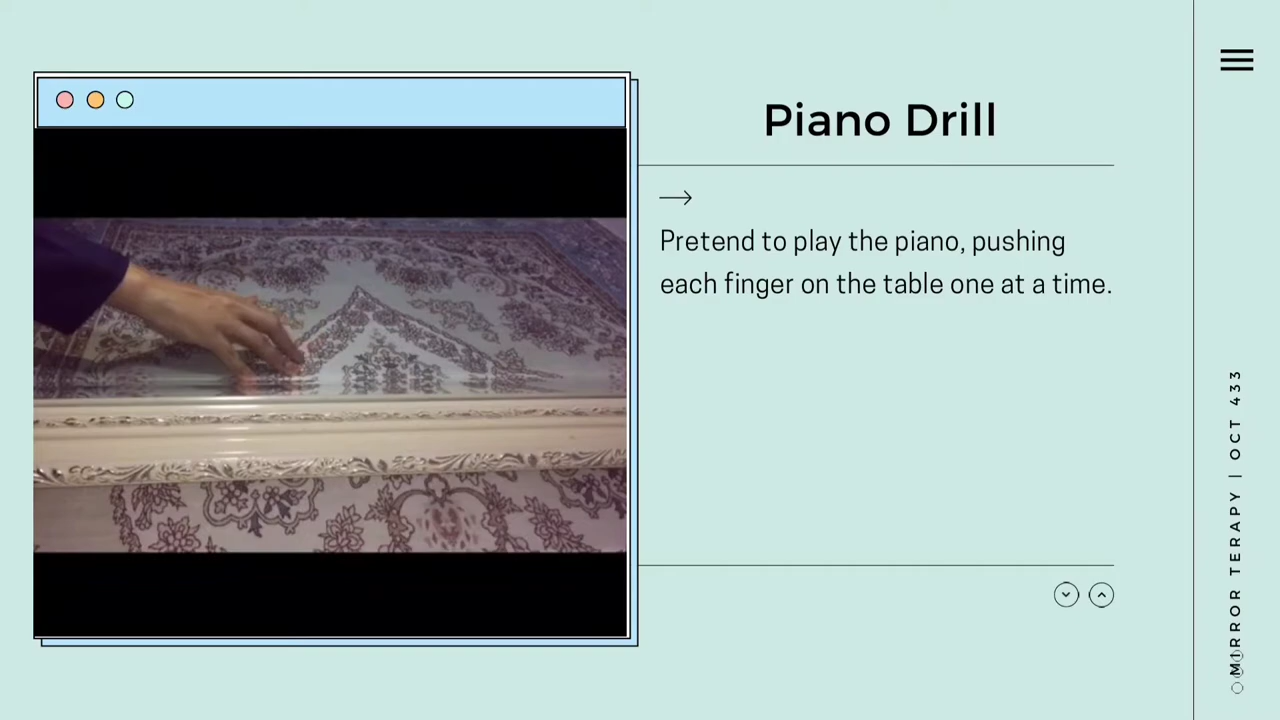 Piano Drill
Pretend to play the piano, pushing
each finger on the table one at a time.
MIRROR TERAPY | OCT 433